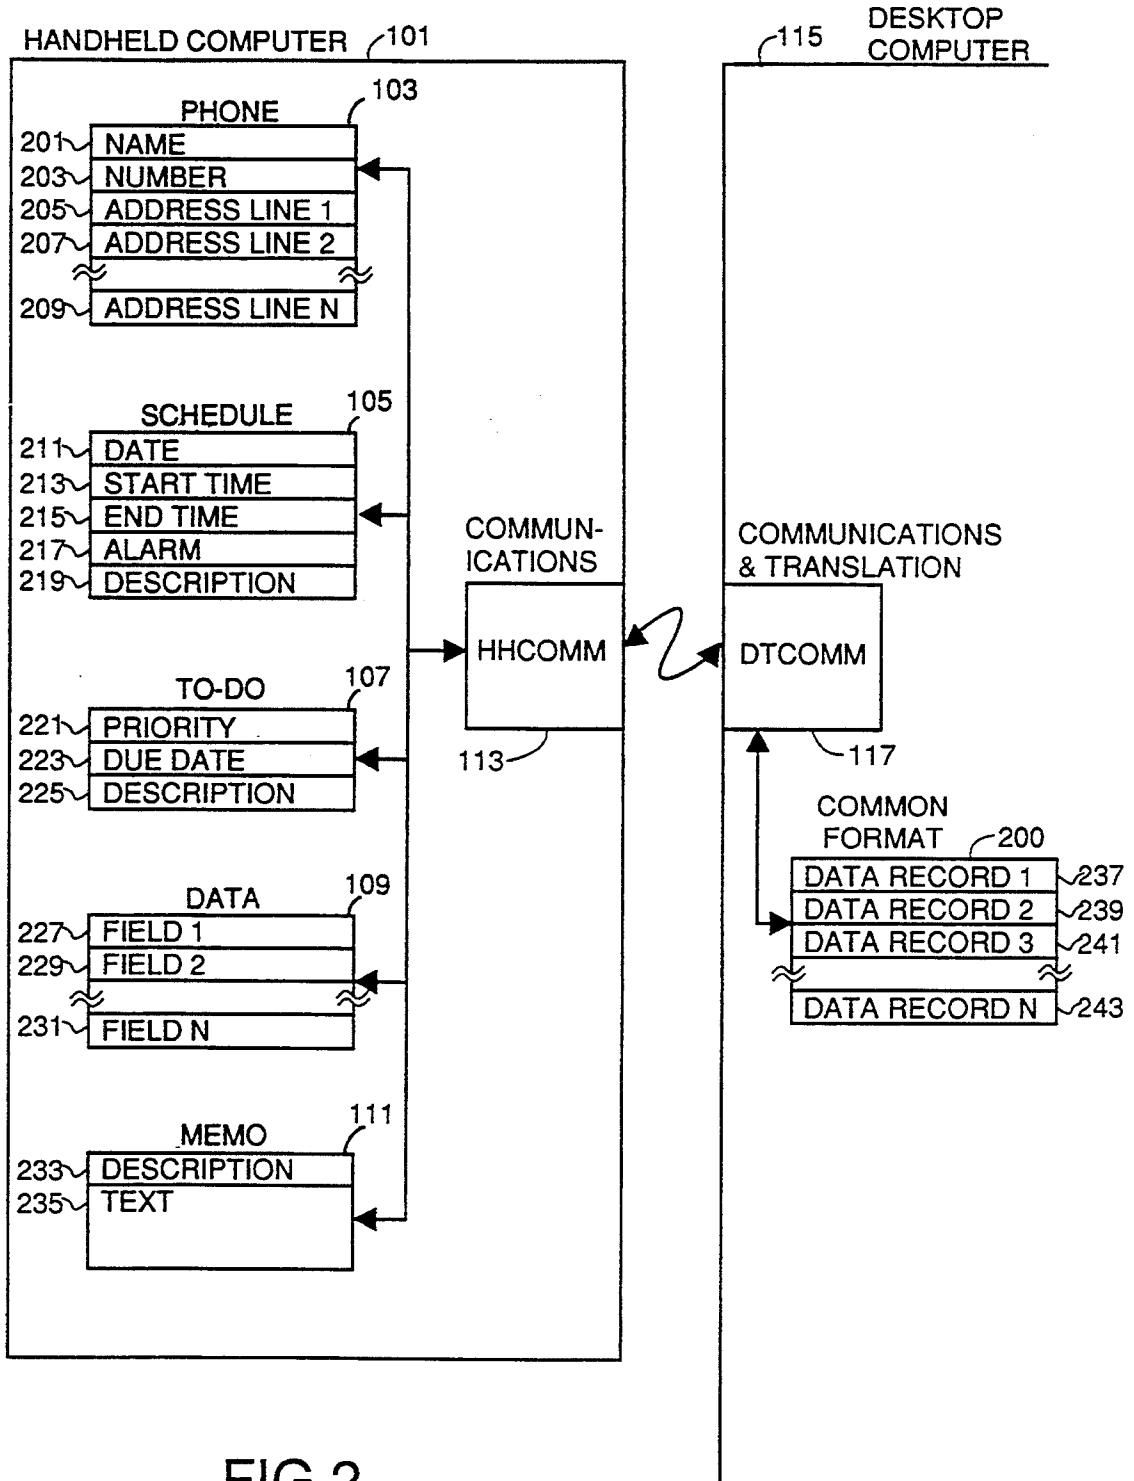 HANDHELD COMPUTER 101
PHONE 103
201 NAME
203 NUMBER
205 ADDRESS LINE 1
207 ADDRESS LINE 2
209 ADDRESS LINE N
SCHEDULE 105
211 DATE
213 START TIME
215 END TIME
217 ALARM
219 DESCRIPTION
TO-DO 107
221 PRIORITY
223 DUE DATE
225 DESCRIPTION
DATA 109
227 FIELD 1
229 FIELD 2
231 FIELD N
MEMO 111
233 DESCRIPTION
235 TEXT
COMMUN-
ICATIONS
HHCOMM
113
115 DESKTOP
COMPUTER
COMMUNICATIONS
& TRANSLATION
DTCOMM
117
COMMON
FORMAT 200
DATA RECORD 1 237
DATA RECORD 2 239
DATA RECORD 3 241
DATA RECORD N 243
FIG 2